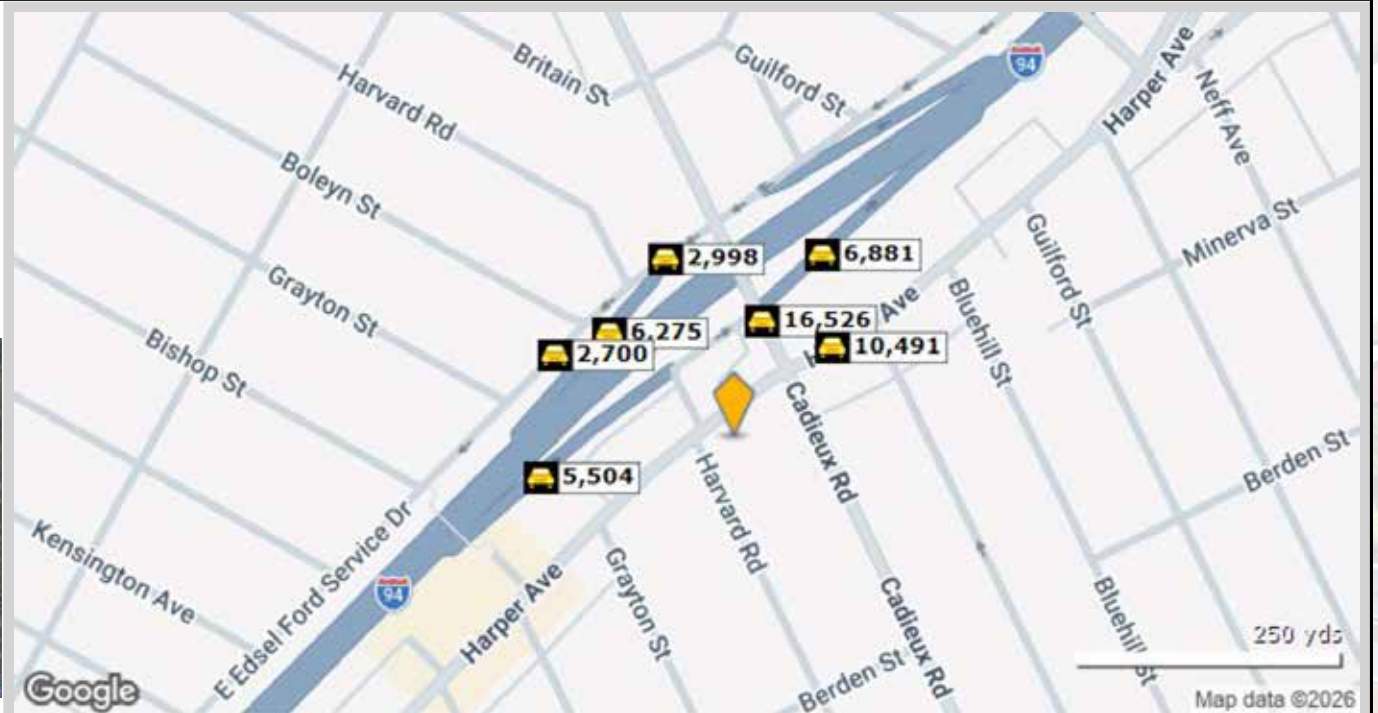 Britain St
Guilford St
94
Harper Ave
Harvard Rd
Neff Ave
Boleyn St
Minerva St
Guilford St
2,998
6,881
Grayton St
Ave
Bluehill St
16,526
6,275
10,491
2,700
Bishop St
Cadieux Rd
Berden St
5,504
Harvard Rd
Kensington Ave
E Edsel Ford Service Dr
94
Harper Ave
Grayton St
Cadieux Rd
Bluehill St
Berden St
250 yds
Google
Map data ©2026